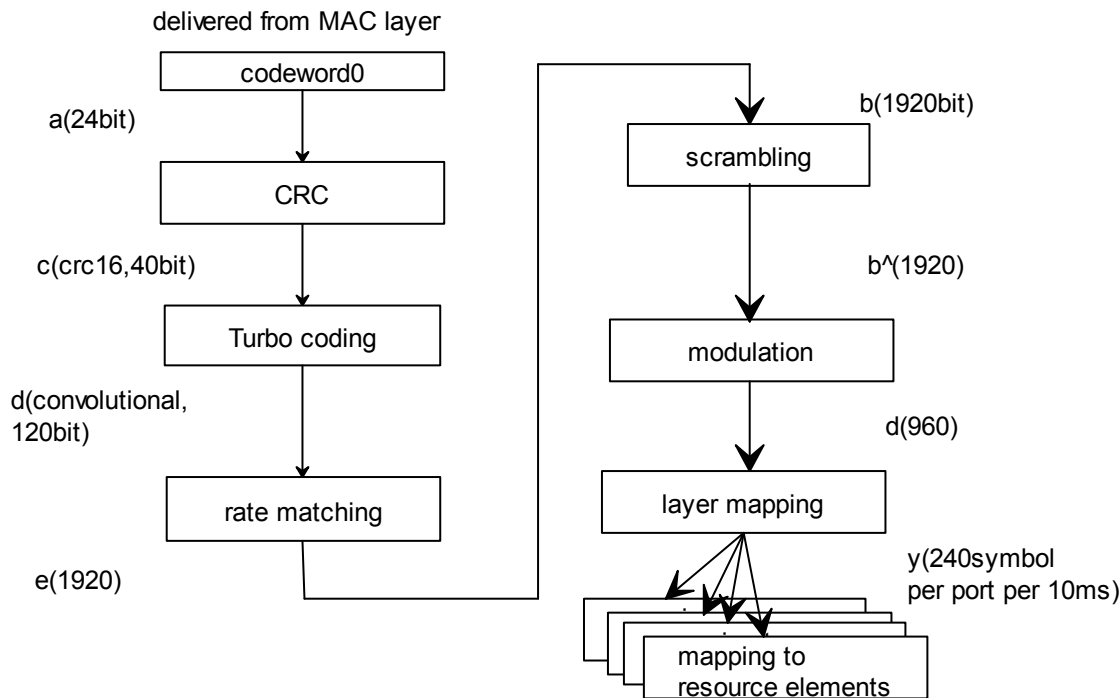 delivered from MAC layer
codeword0
a(24bit)
CRC
c(crc16,40bit)
Turbo coding
d(convolutional,
120bit)
rate matching
e(1920)
b(1920bit)
scrambling
b^(1920)
modulation
d(960)
layer mapping
y(240symbol
per port per 10ms)
mapping to
resource elements